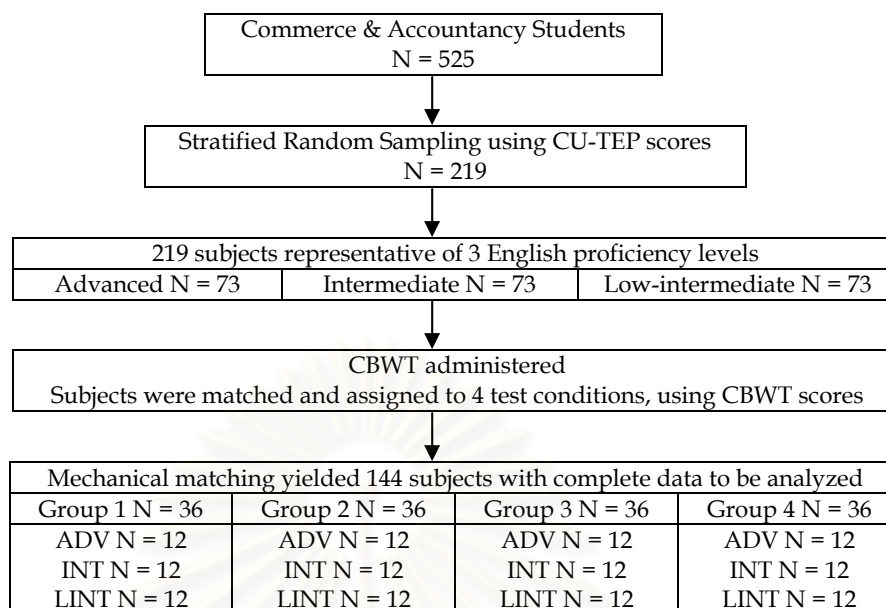 Commerce & Accountancy Students
N = 525
Stratified Random Sampling using CU-TEP scores
N = 219
219 subjects representative of 3 English proficiency levels
Advanced N = 73 Intermediate N = 73 Low-intermediate N = 73
CBWT administered
Subjects were matched and assigned to 4 test conditions, using CBWT scores
Mechanical matching yielded 144 subjects with complete data to be analyzed
Group 1 N = 36 Group 2 N = 36 Group 3 N = 36 Group 4 N = 36
ADV N = 12 ADV N = 12 ADV N = 12 ADV N = 12
INT N = 12 INT N = 12 INT N = 12 INT N = 12
LINT N = 12 LINT N = 12 LINT N = 12 LINT N = 12